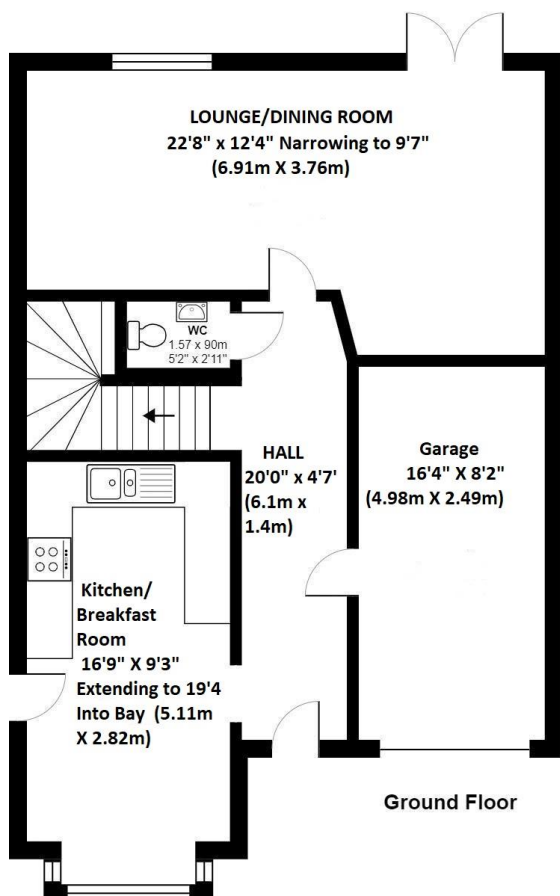 LOUNGE/DINING ROOM
22'8" x 12'4" Narrowing to 9'7"
(6.91m X 3.76m)
WC
1.57 x 90m
5'2" x 2'11"
HALL
20'0" x 4'7'
(6.1m x
1.4m)
Garage
16'4" X 8'2"
(4.98m X 2.49m)
Kitchen/
Breakfast
Room
16'9" X 9'3"
Extending to 19'4
Into Bay (5.11m
X 2.82m)
Ground Floor